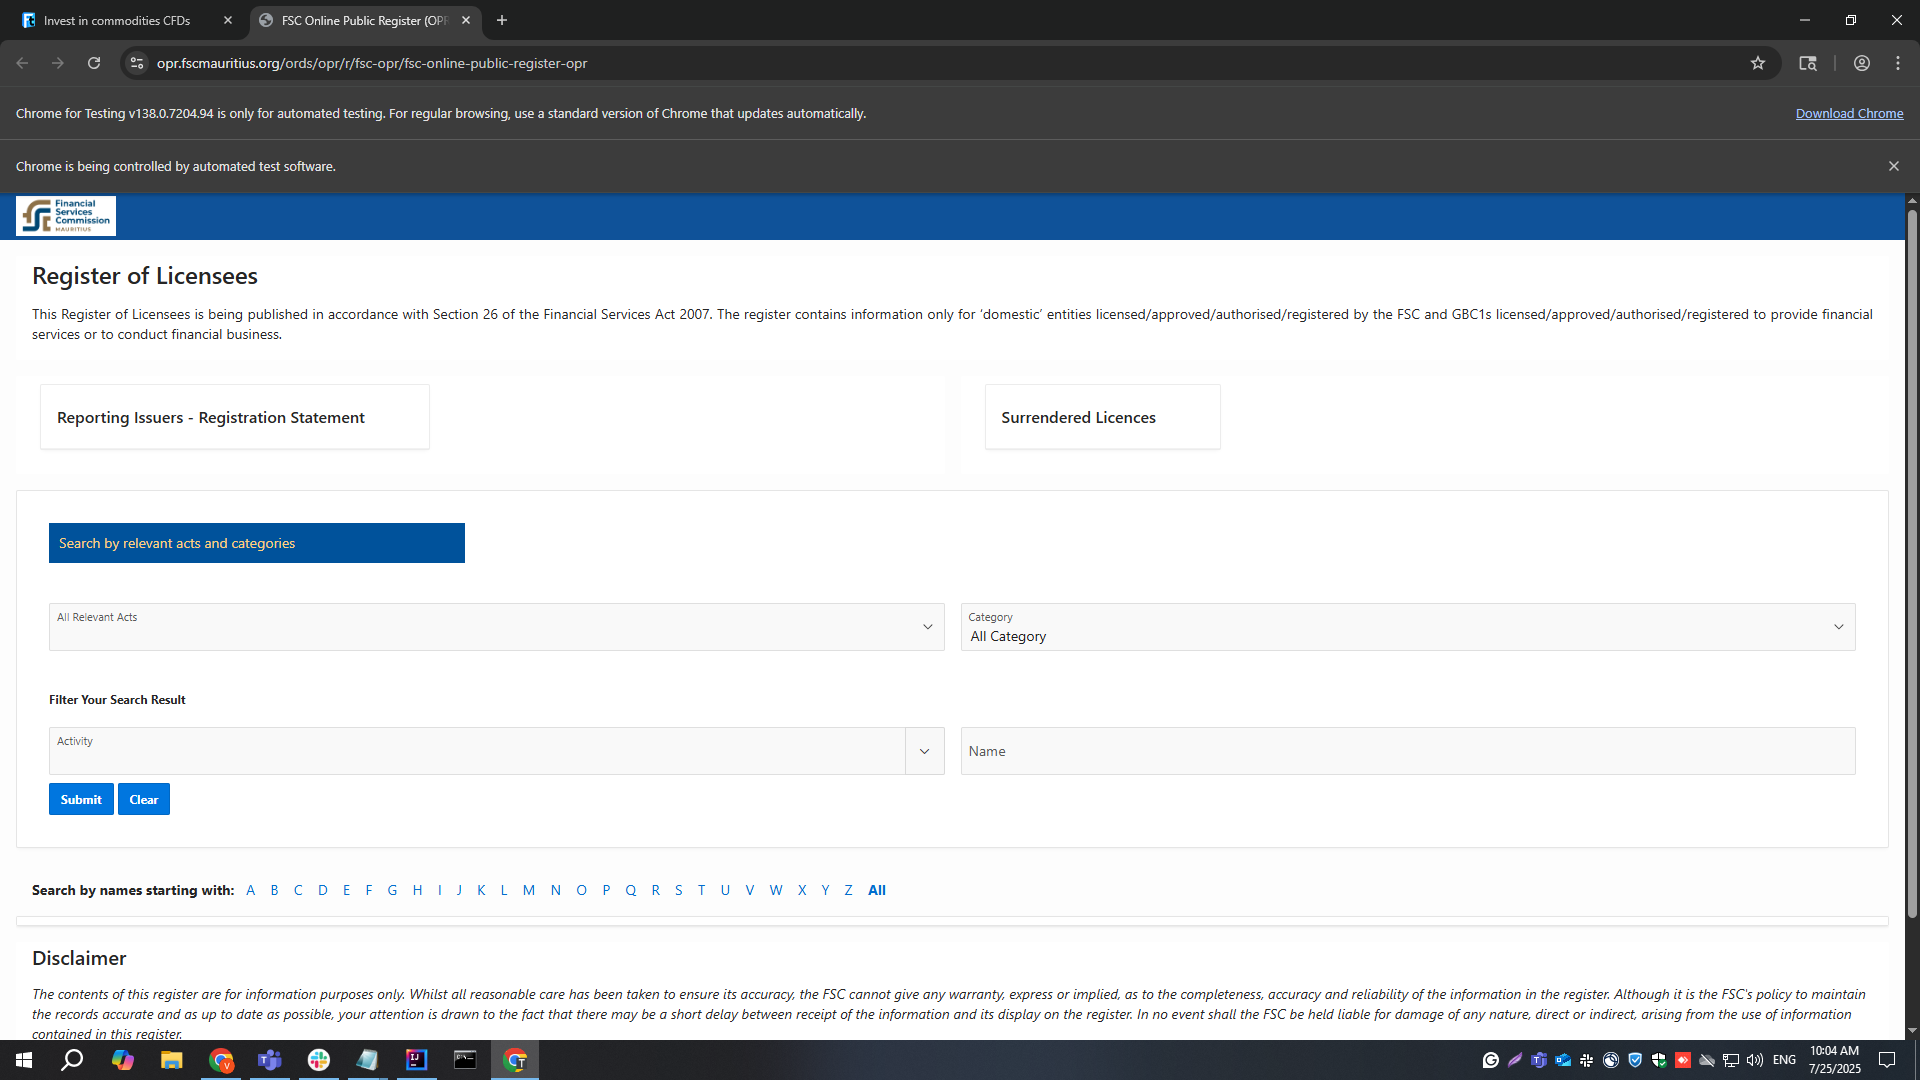 Invest in commodities CFDs
FSC Online Public Register (OPR
opr.fscmauritius.org/ords/opr/r/fsc-opr/fsc-online-public-register-opr
Chrome for Testing v138.0.7204.94 is only for automated testing. For regular browsing, use a standard version of Chrome that updates automatically.
Download Chrome
Chrome is being controlled by automated test software.
Financial
Services
Commission
MAURITIUS
Register of Licensees
This Register of Licensees is being published in accordance with Section 26 of the Financial Services Act 2007. The register contains information only for ‘domestic’ entities licensed/approved/authorised/registered by the FSC and GBC1s licensed/approved/authorised/registered to provide financial
services or to conduct financial business.
Reporting Issuers - Registration Statement
Surrendered Licences
Search by relevant acts and categories
All Relevant Acts
Category
All Category
Filter Your Search Result
Activity
Name
Submit
Clear
Search by names starting with: A B C D E F G H I J K L M N O P Q R S T U V W X Y Z All
Disclaimer
The contents of this register are for information purposes only. Whilst all reasonable care has been taken to ensure its accuracy, the FSC cannot give any warranty, express or implied, as to the completeness, accuracy and reliability of the information in the register. Although it is the FSC's policy to maintain
the records accurate and as up to date as possible, your attention is drawn to the fact that there may be a short delay between receipt of the information and its display on the register. In no event shall the FSC be held liable for damage of any nature, direct or indirect, arising from the use of information
contained in this register.
ENG
10:04 AM
7/25/2025